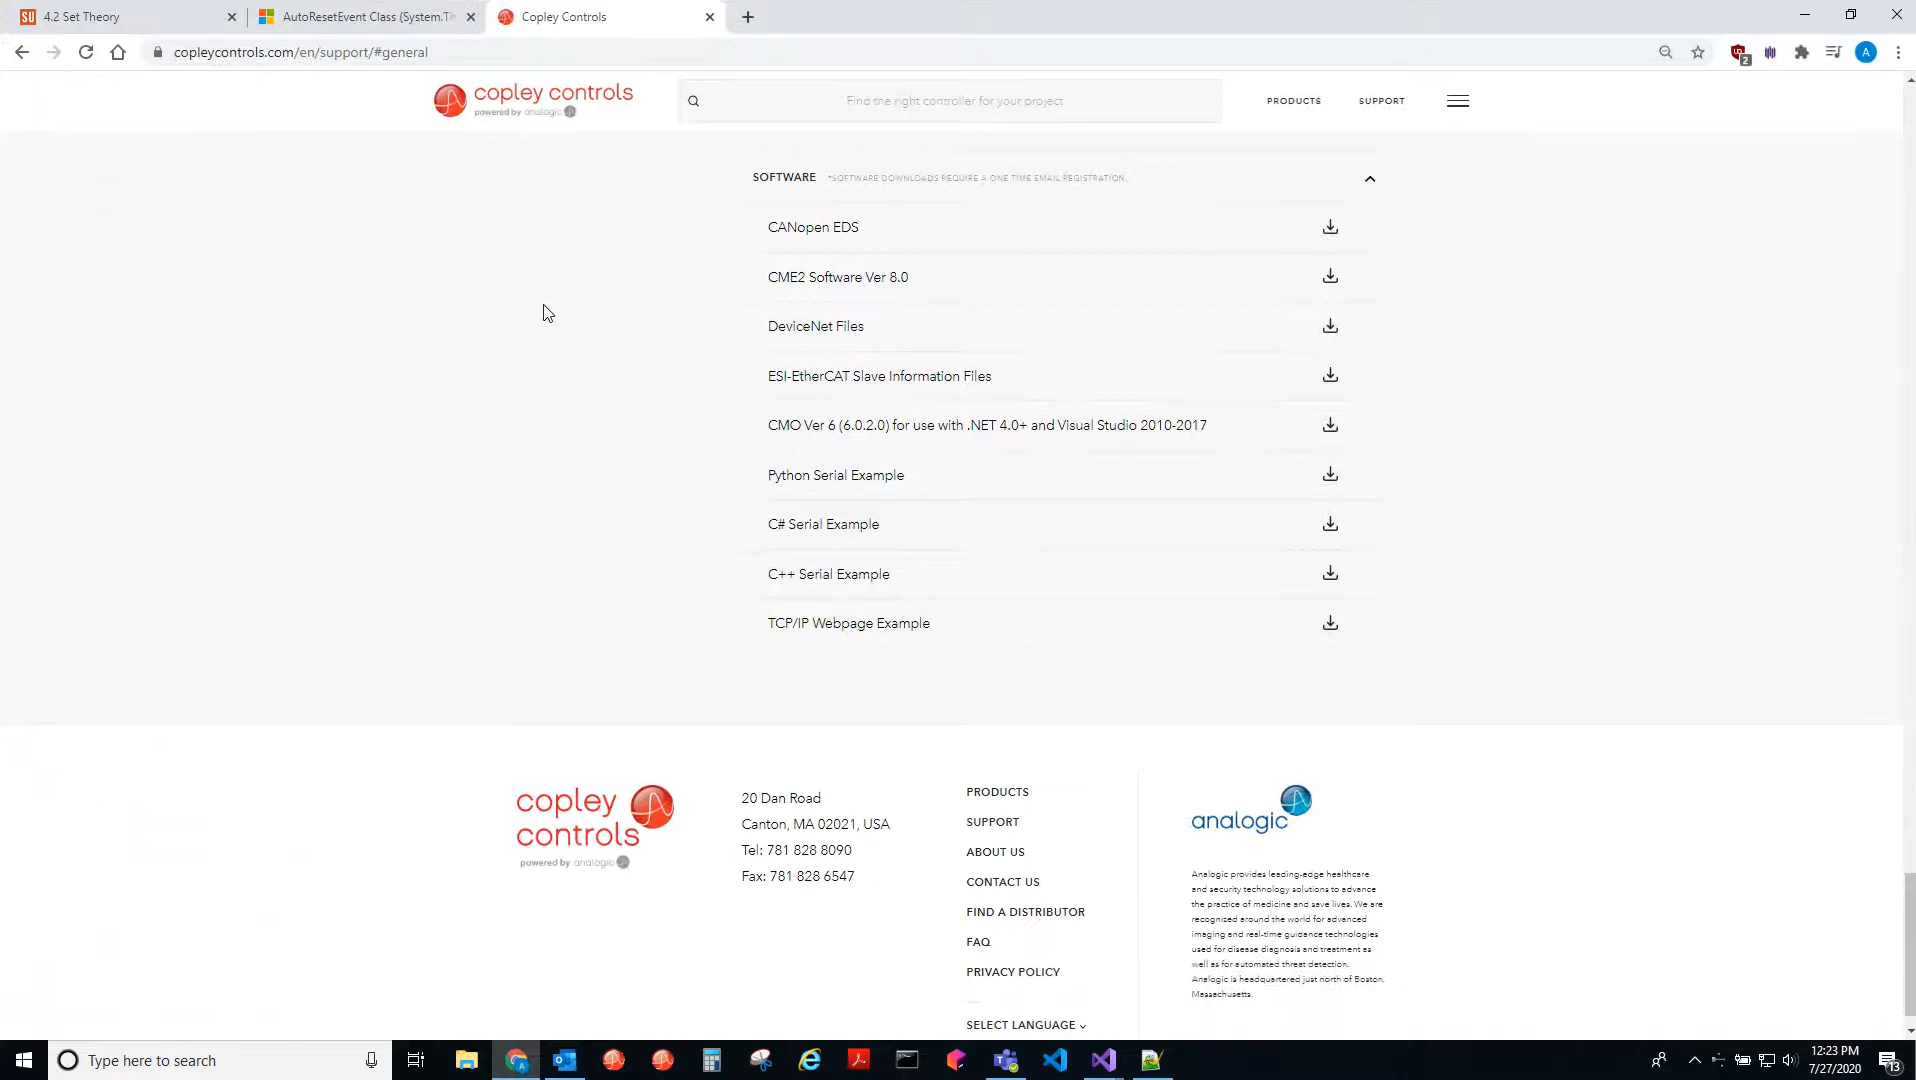 4.2 Set Theory
AutoResetEvent Class (System.Th
Copley Controls
copleycontrols.com/en/support/#general
2
A
copley controls
powered by analogic
Find the right controller for your project
PRODUCTS
SUPPORT
SOFTWARE *SOFTWARE DOWNLOADS REQUIRE A ONE TIME EMAIL REGISTRATION.
CANopen EDS
CME2 Software Ver 8.0
DeviceNet Files
ESI-EtherCAT Slave Information Files
CMO Ver 6 (6.0.2.0) for use with .NET 4.0+ and Visual Studio 2010-2017
Python Serial Example
C# Serial Example
C++ Serial Example
TCP/IP Webpage Example
copley
controls
powered by analogic
20 Dan Road
Canton, MA 02021, USA
Tel: 781 828 8090
Fax: 781 828 6547
PRODUCTS
SUPPORT
ABOUT US
CONTACT US
FIND A DISTRIBUTOR
FAQ
PRIVACY POLICY
SELECT LANGUAGE
analogic
Analogic provides leading-edge healthcare
and security technology solutions to advance
the practice of medicine and save lives. We are
recognized around the world for advanced
imaging and real-time guidance technologies
used for disease diagnosis and treatment as
well as for automated threat detection.
Analogic is headquartered just north of Boston,
Massachusetts.
Type here to search
12:23 PM
7/27/2020
13